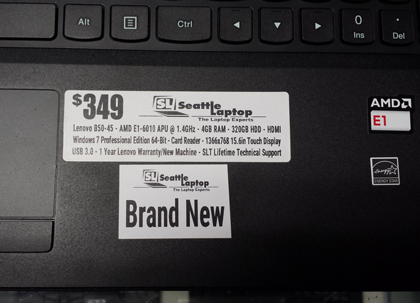 Alt
Ctrl
0
Ins
.
Del
$349
SL Seattle
Laptop
The Laptop Experts
Lenovo B50-45 - AMD E1-6010 APU @ 1.4GHz - 4GB RAM - 320GB HDD - HDMI
Windows 7 Professional Edition 64-Bit - Card Reader - 1366x768 15.6in Touch Display
USB 3.0 - 1 Year Lenovo Warranty/New Machine - SLT Lifetime Technical Support
SL Seattle
Laptop
The Laptop Experts
Brand New
AMD
E1
ENERGY STAR